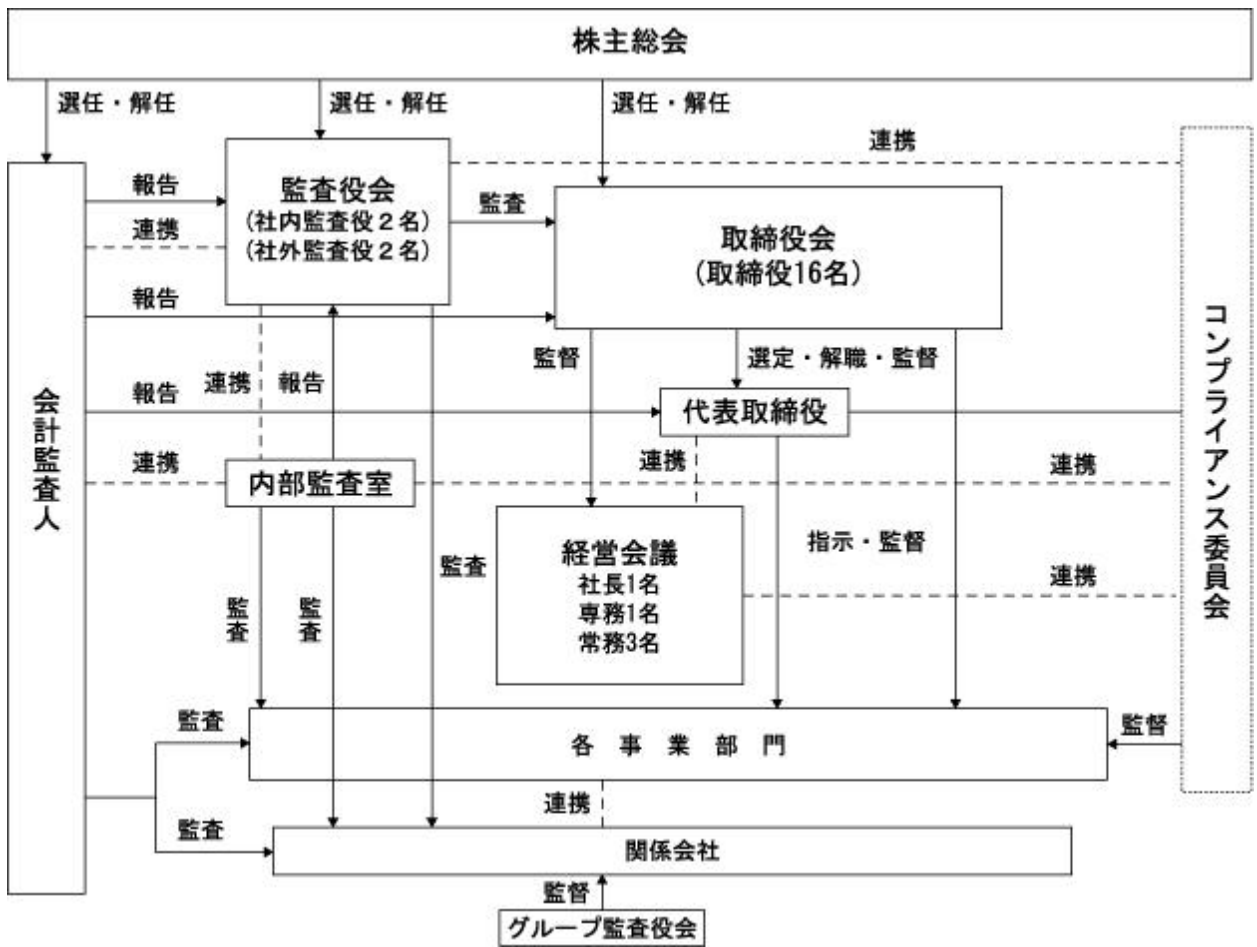 株主総会
選任・解任
選任・解任
選任・解任
連携
報告
監査役会
(社内監査役２名)
(社外監査役２名)
監査
連携
取締役会
(取締役16名)
報告
コンプライアンス委員会
監督
選定・解職・監督
連携
報告
報告
代表取締役
会計監査人
連携
内部監査室
連携
連携
指示・監督
経営会議
社長1名
専務1名
常務3名
監査
連携
監査
監査
監査
各事業部門
監督
連携
監査
関係会社
監督
グループ監査役会